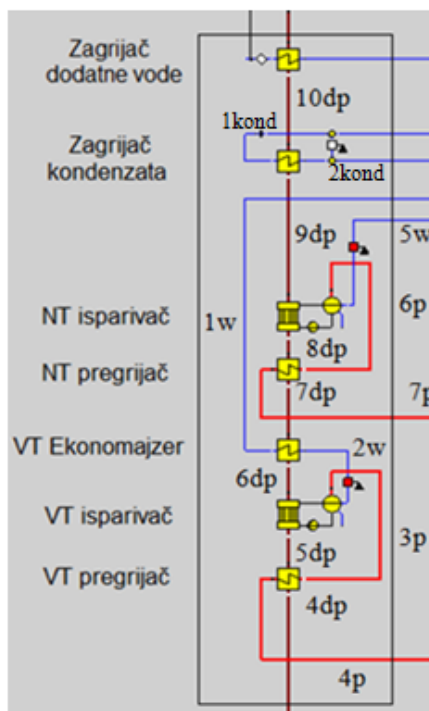 Zagrijač
dodatne vode
10dp
1kond
Zagrijač
kondenzata
2kond
9dp
5w
6p
NT isparivač
1w
8dp
NT pregrijač
7dp
7p
VT Ekonomajzer
2w
6dp
VT isparivač
3p
5dp
VT pregrijač
4dp
4p